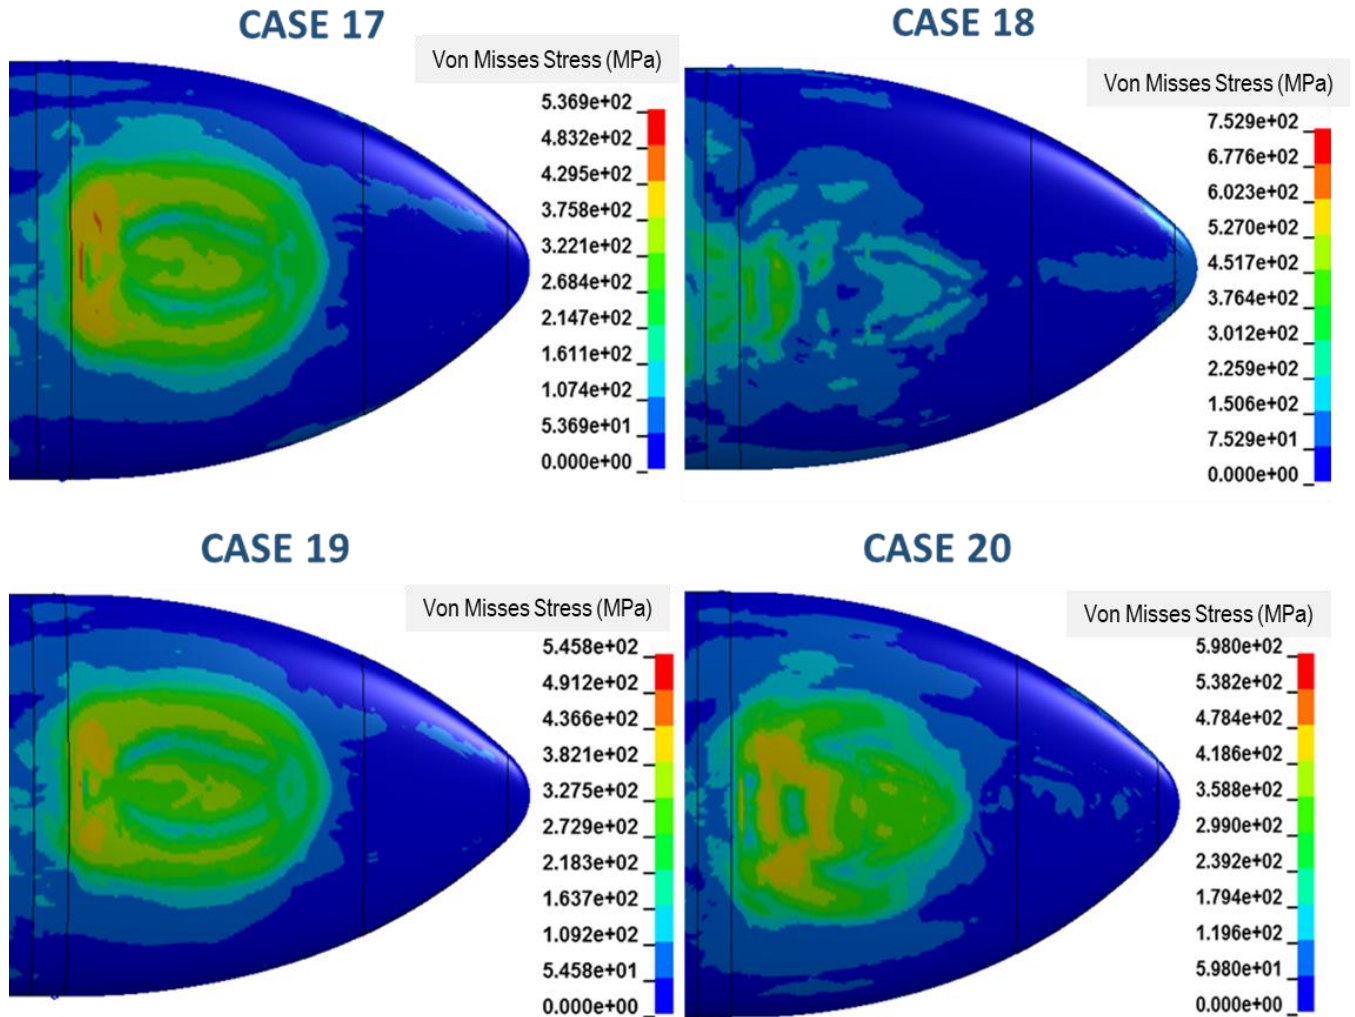 CASE 17
Von Misses Stress (MPa)
5.369e+02
4.832e+02
4.295e+02
3.758e+02
3.221e+02
2.684e+02
2.147e+02
1.611e+02
1.074e+02
5.369e+01
0.000e+00
CASE 18
Von Misses Stress (MPa)
7.529e+02
6.776e+02
6.023e+02
5.270e+02
4.517e+02
3.764e+02
3.012e+02
2.259e+02
1.506e+02
7.529e+01
0.000e+00
CASE 19
Von Misses Stress (MPa)
5.458e+02
4.912e+02
4.366e+02
3.821e+02
3.275e+02
2.729e+02
2.183e+02
1.637e+02
1.092e+02
5.458e+01
0.000e+00
CASE 20
Von Misses Stress (MPa)
5.980e+02
5.382e+02
4.784e+02
4.186e+02
3.588e+02
2.990e+02
2.392e+02
1.794e+02
1.196e+02
5.980e+01
0.000e+00